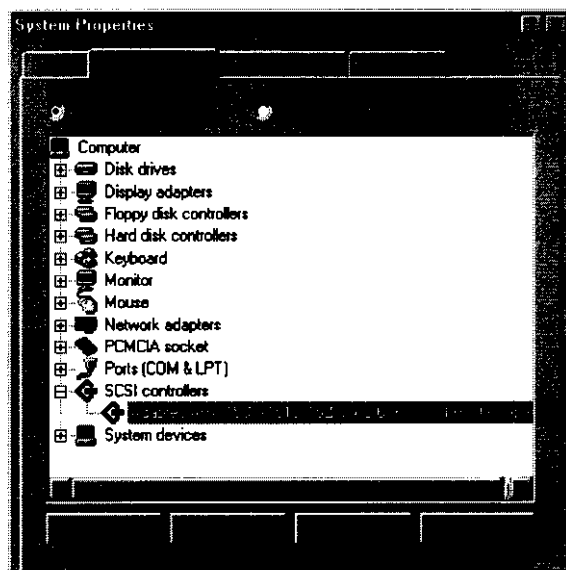 System Properties
Computer
Disk drives
Display adapters
Floppy disk controllers
Hard disk controllers
Keyboard
Monitor
Mouse
Network adapters
PCMCIA socket
Ports (COM & LPT)
SCSI controllers
System devices